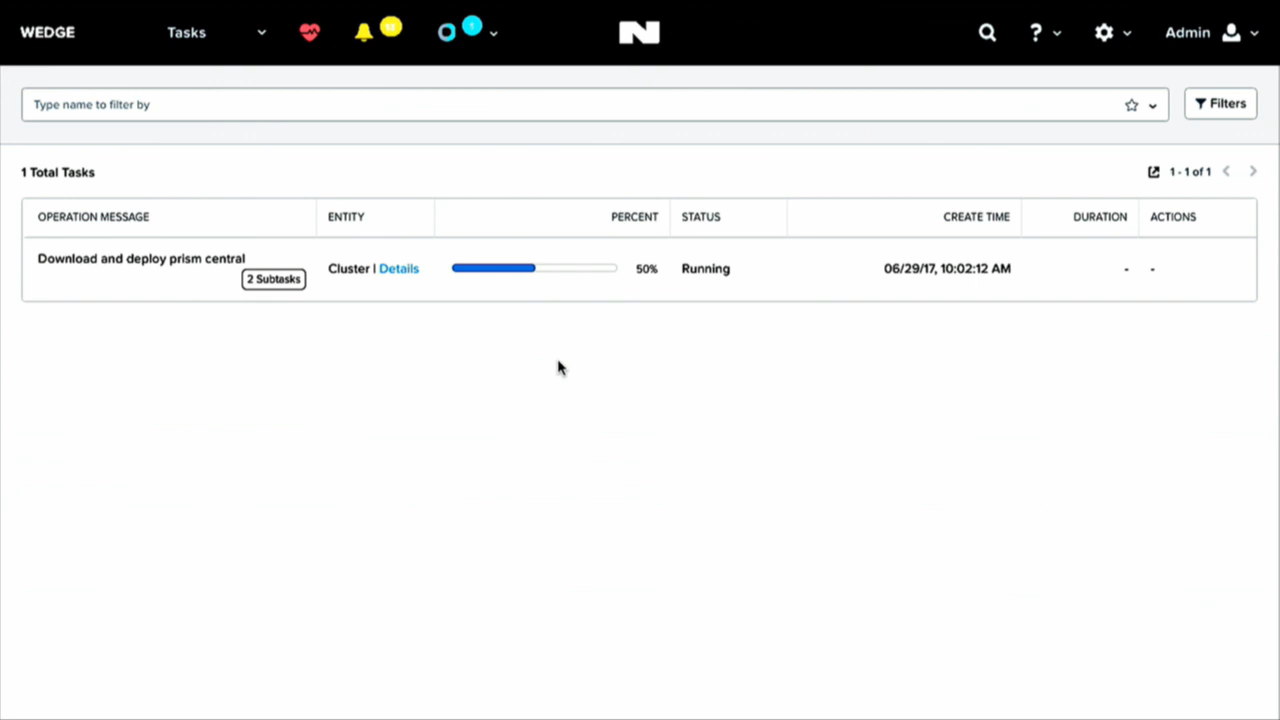 WEDGE Tasks 1 ? Admin
Type name to filter by Filters
1 Total Tasks 1 - 1 of 1
OPERATION MESSAGE ENTITY PERCENT STATUS CREATE TIME DURATION ACTIONS
Download and deploy prism central
2 Subtasks
Cluster | Details 50% Running 06/29/17, 10:02:12 AM - -